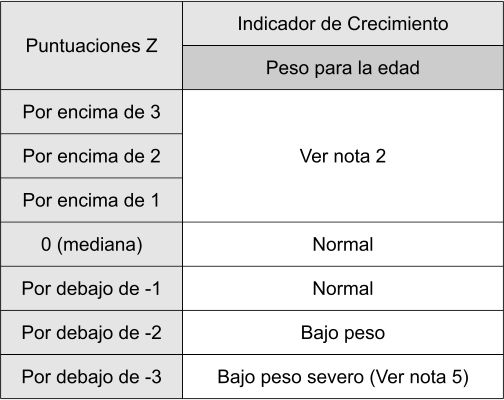 Puntuaciones Z
Indicador de Crecimiento
Peso para la edad
Por encima de 3
Por encima de 2
Ver nota 2
Por encima de 1
0 (mediana)
Normal
Por debajo de -1
Normal
Por debajo de -2
Bajo peso
Por debajo de -3
Bajo peso severo (Ver nota 5)